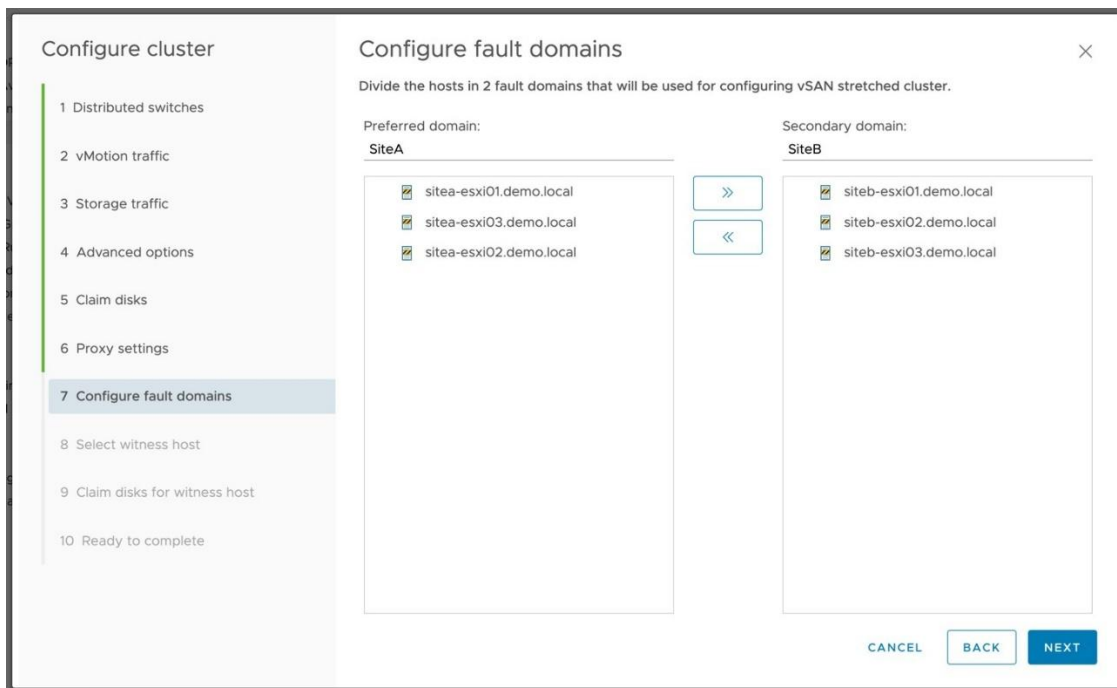 Configure cluster
1 Distributed switches
2 vMotion traffic
3 Storage traffic
4 Advanced options
5 Claim disks
6 Proxy settings
7 Configure fault domains
8 Select witness host
9 Claim disks for witness host
10 Ready to complete
Configure fault domains
Divide the hosts in 2 fault domains that will be used for configuring vSAN stretched cluster.
Preferred domain:
SiteA
sitea-esxi01.demo.local
sitea-esxi03.demo.local
sitea-esxi02.demo.local
Secondary domain:
SiteB
siteb-esxi01.demo.local
siteb-esxi02.demo.local
siteb-esxi03.demo.local
CANCEL
BACK
NEXT